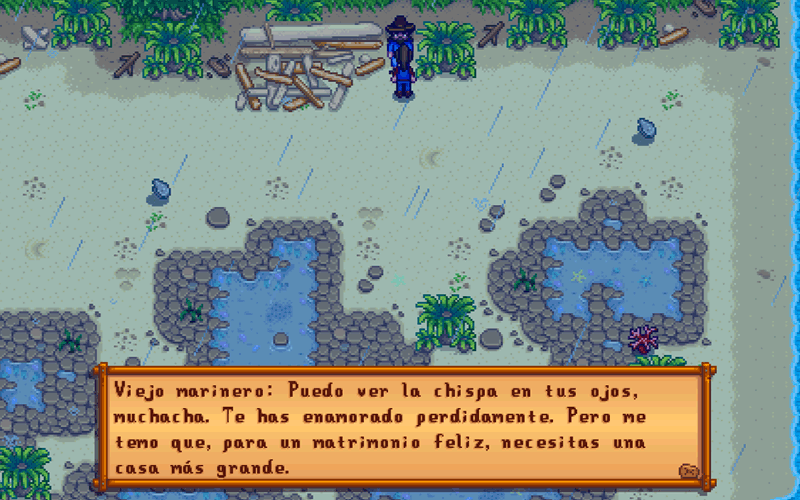 Viejo marinero: Puedo ver la chispa en tus ojos,
muchacha. Te has enamorado perdidamente. Pero me
temo que, para un matrimonio feliz, necesitas una
casa más grande.